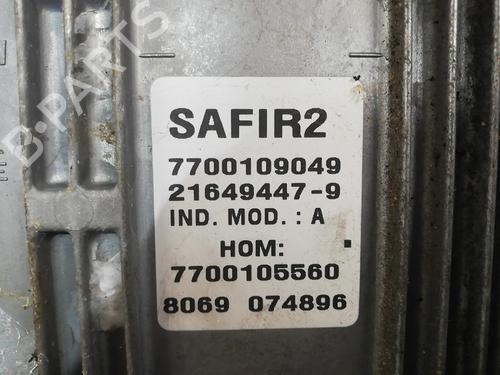 B-PARTS
SAFIR2
7700109049
21649447-9
IND. MOD. : A
HOM:
7700105560
8069 074896